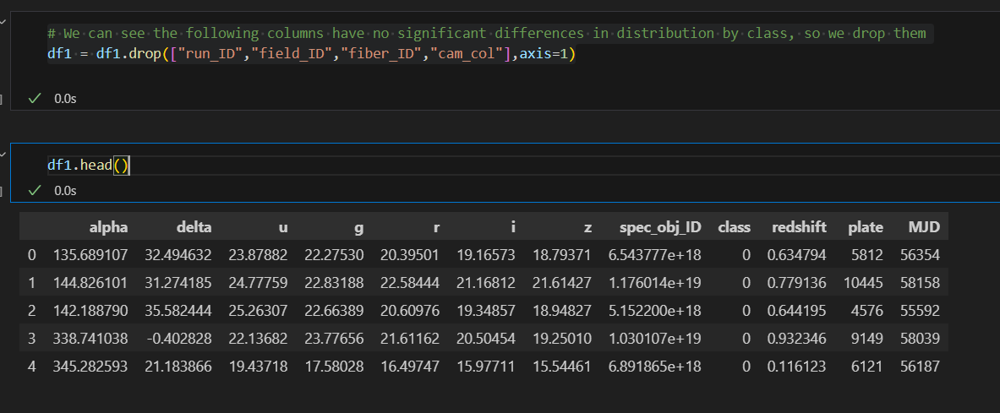 # We can see the following columns have no significant differences in distribution by class, so we drop them
df1 = df1.drop(["run_ID","field_ID","fiber_ID","cam_col"],axis=1)
] ✓ 0.0s
df1.head()
] ✓ 0.0s
alpha delta u g r i z spec_obj_ID class redshift plate MJD
0 135.689107 32.494632 23.87882 22.27530 20.39501 19.16573 18.79371 6.543777e+18 0 0.634794 5812 56354
1 144.826101 31.274185 24.77759 22.83188 22.58444 21.16812 21.61427 1.176014e+19 0 0.779136 10445 58158
2 142.188790 35.582444 25.26307 22.66389 20.60976 19.34857 18.94827 5.152200e+18 0 0.644195 4576 55592
3 338.741038 -0.402828 22.13682 23.77656 21.61162 20.50454 19.25010 1.030107e+19 0 0.932346 9149 58039
4 345.282593 21.183866 19.43718 17.58028 16.49747 15.97711 15.54461 6.891865e+18 0 0.116123 6121 56187